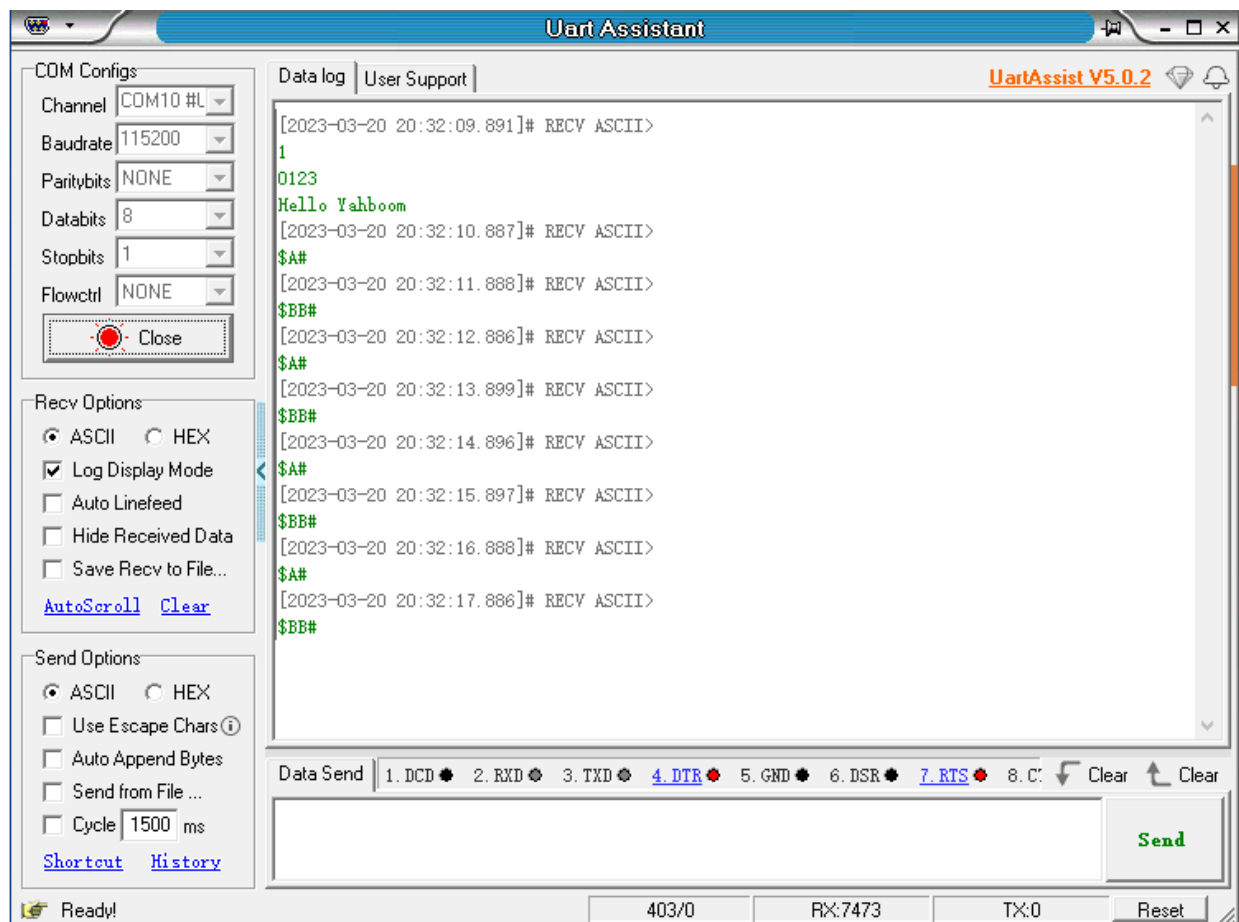 Uart Assistant
COM Configs
Channel COM10 #U
Baudrate 115200
Paritybits NONE
Databits 8
Stopbits 1
Flowctrl NONE
Close
Recv Options
ASCII HEX
Log Display Mode
Auto Linefeed
Hide Received Data
Save Recv to File...
AutoScroll Clear
Send Options
ASCII HEX
Use Escape Chars
Auto Append Bytes
Send from File ...
Cycle 1500 ms
Shortcut History
Data log User Support UartAssist V5.0.2
[2023-03-20 20:32:09.891]# RECV ASCII>
1
0123
Hello Yahboom
[2023-03-20 20:32:10.887]# RECV ASCII>
$A#
[2023-03-20 20:32:11.888]# RECV ASCII>
$BB#
[2023-03-20 20:32:12.886]# RECV ASCII>
$A#
[2023-03-20 20:32:13.899]# RECV ASCII>
$BB#
[2023-03-20 20:32:14.896]# RECV ASCII>
$A#
[2023-03-20 20:32:15.897]# RECV ASCII>
$BB#
[2023-03-20 20:32:16.888]# RECV ASCII>
$A#
[2023-03-20 20:32:17.886]# RECV ASCII>
$BB#
Data Send 1. DCD 2. RXD 3. TXD 4. DTR 5. GND 6. DSR 7. RTS 8. Clear Clear
Send
Ready! 403/0 RX:7473 TX:0 Reset